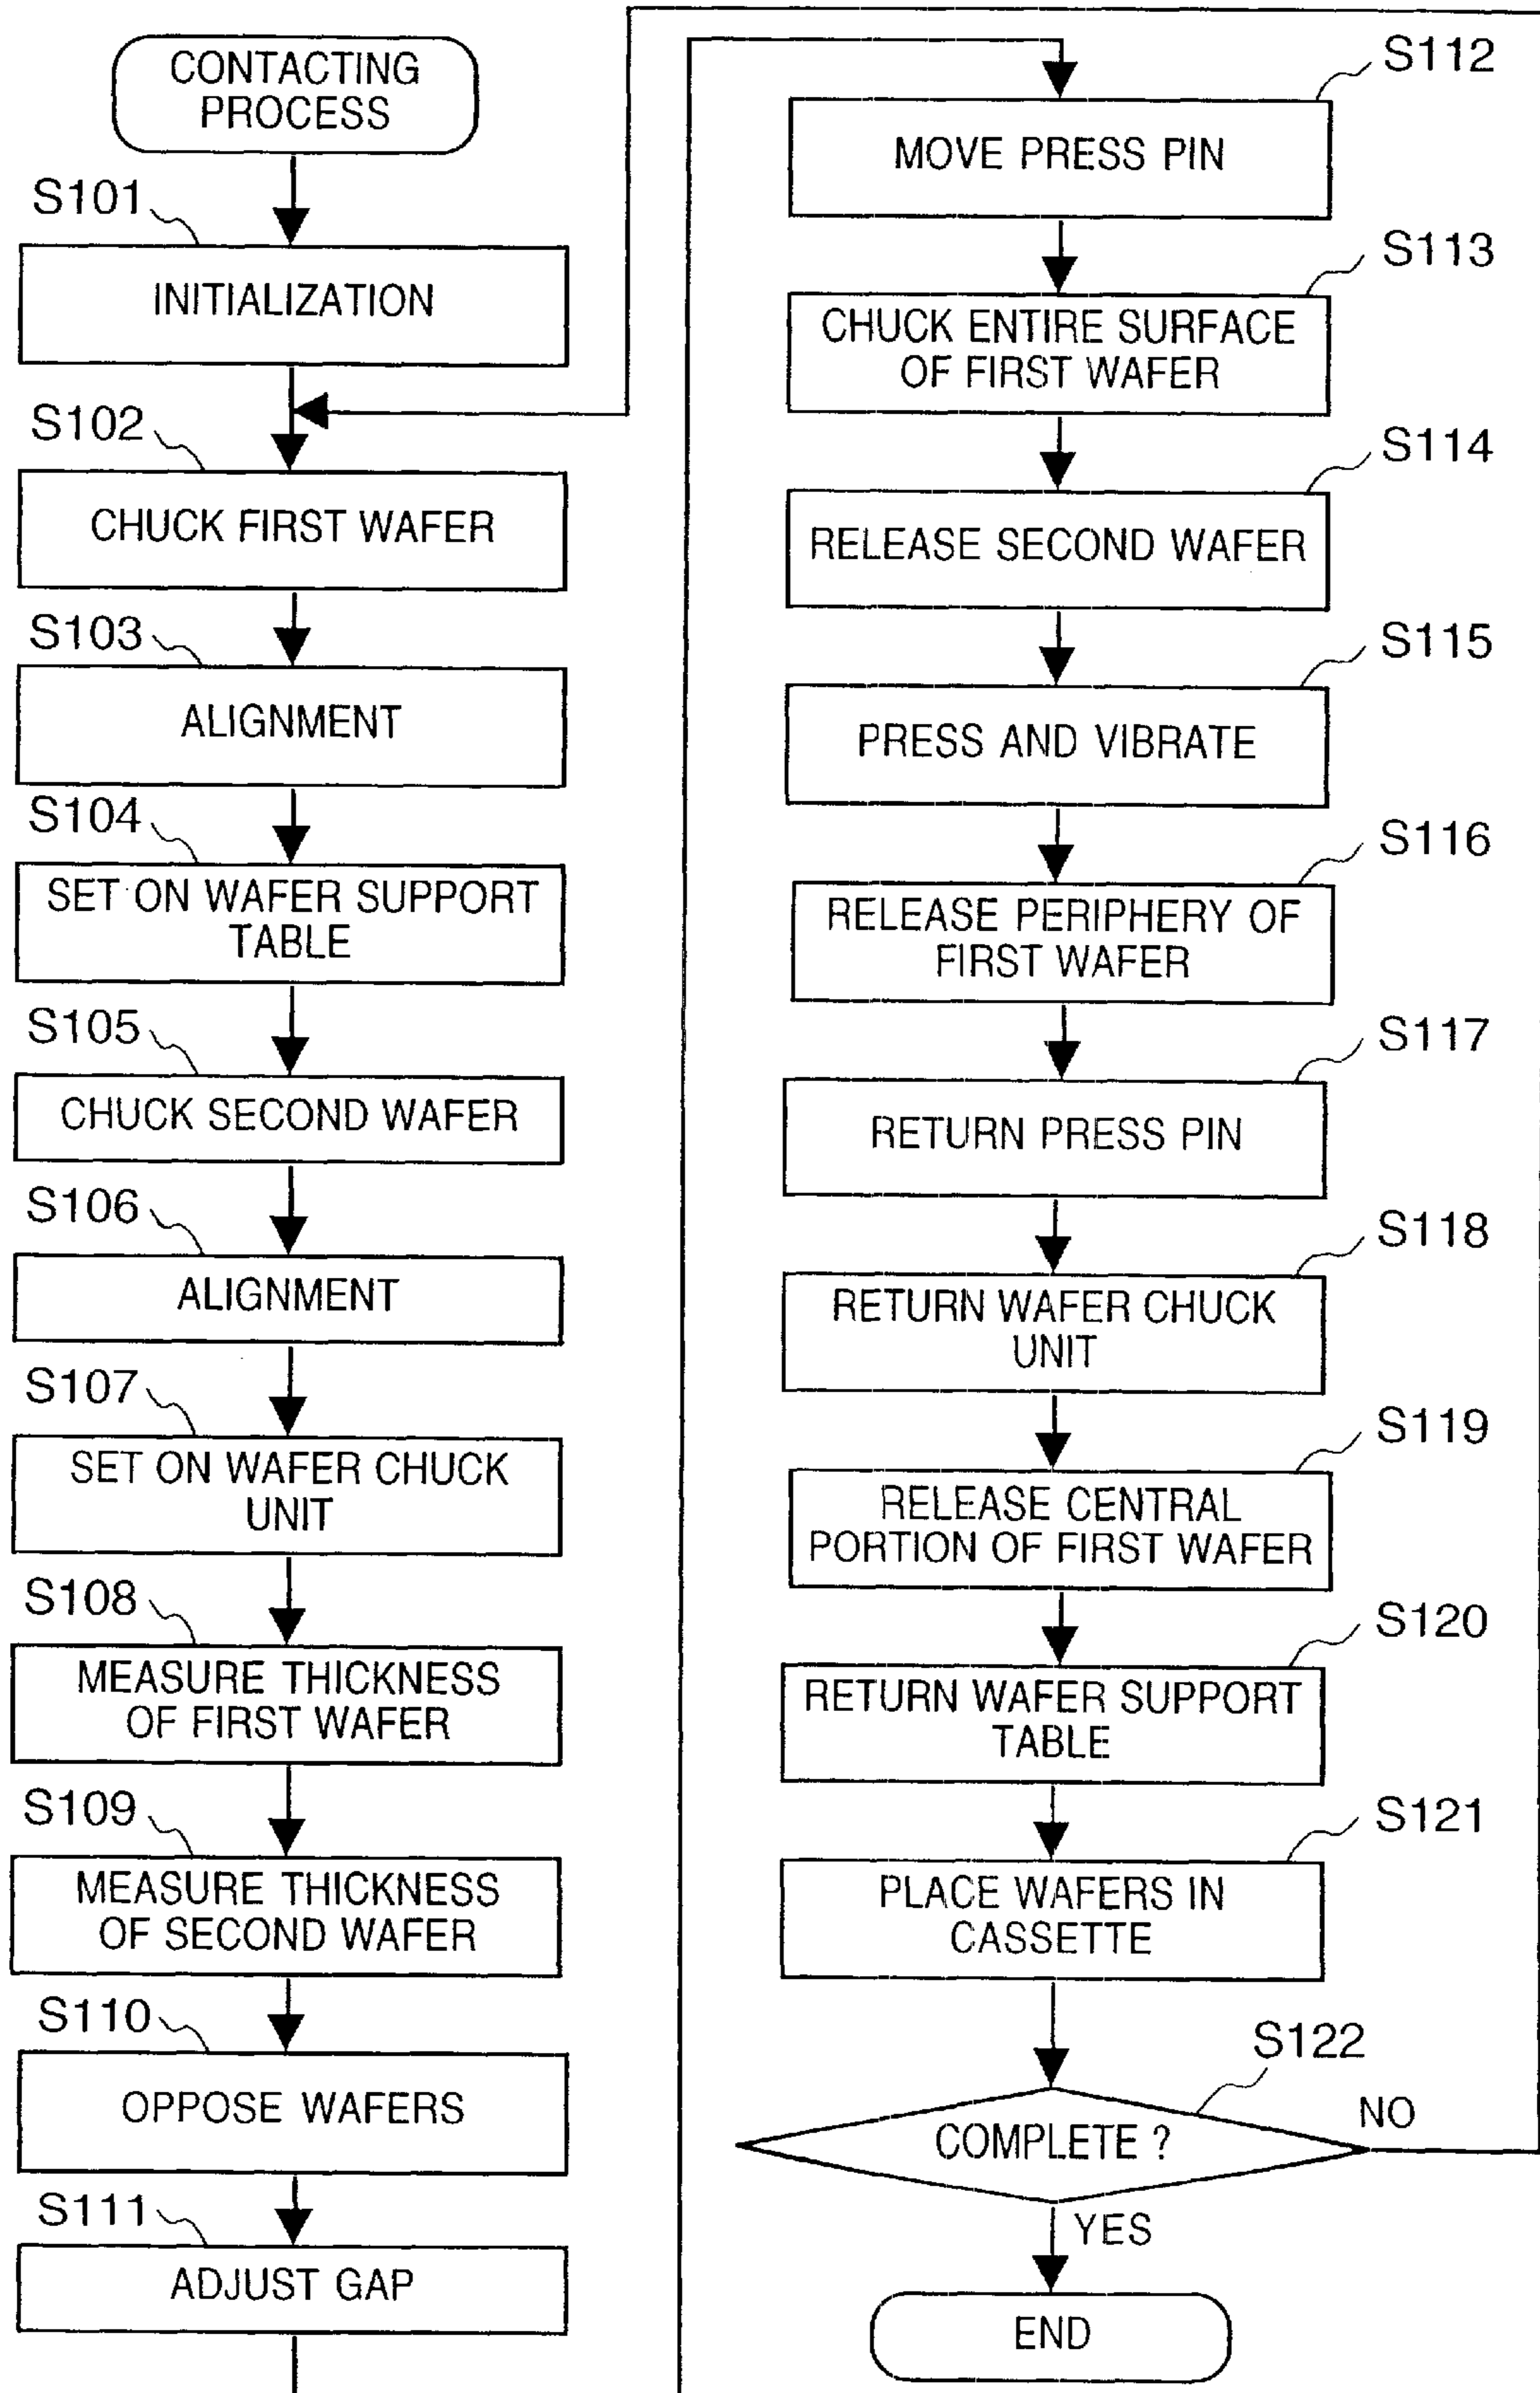 CONTACTING
PROCESS
S101
INITIALIZATION
S102
CHUCK FIRST WAFER
S103
ALIGNMENT
S104
SET ON WAFER SUPPORT
TABLE
S105
CHUCK SECOND WAFER
S106
ALIGNMENT
S107
SET ON WAFER CHUCK
UNIT
S108
MEASURE THICKNESS
OF FIRST WAFER
S109
MEASURE THICKNESS
OF SECOND WAFER
S110
OPPOSE WAFERS
S111
ADJUST GAP
S112
MOVE PRESS PIN
S113
CHUCK ENTIRE SURFACE
OF FIRST WAFER
S114
RELEASE SECOND WAFER
S115
PRESS AND VIBRATE
S116
RELEASE PERIPHERY OF
FIRST WAFER
S117
RETURN PRESS PIN
S118
RETURN WAFER CHUCK
UNIT
S119
RELEASE CENTRAL
PORTION OF FIRST WAFER
S120
RETURN WAFER SUPPORT
TABLE
S121
PLACE WAFERS IN
CASSETTE
S122
COMPLETE ?
NO
YES
END